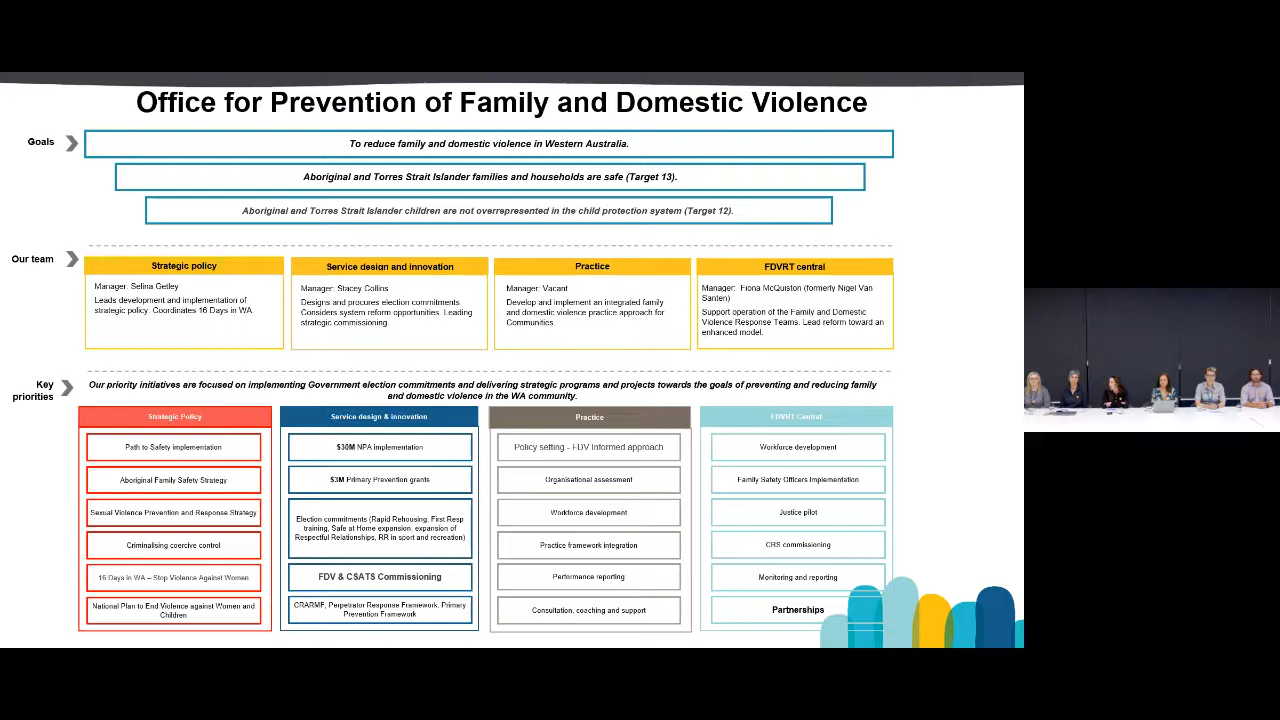 Office for Prevention of Family and Domestic Violence
Goals
To reduce family and domestic violence in Western Australia.
Aboriginal and Torres Strait Islander families and households are safe (Target 13).
Aboriginal and Torres Strait Islander children are not overrepresented in the child protection system (Target 12).
Our team
Strategic policy
Manager: Selina Getley
Leads development and implementation of
strategic policy. Coordinates 16 Days in WA.
Service design and innovation
Manager: Stacey Collins
Designs and procures election commitments.
Considers system reform opportunities. Leading
strategic commissioning.
Practice
Manager: Vacant
Develop and implement an integrated family
and domestic violence practice approach for
Communities.
FDVRT central
Manager: Fiona McQuiston (formerly Nigel Van
Santen)
Support operation of the Family and Domestic
Violence Response Teams. Lead reform toward an
enhanced model.
Key
priorities
Our priority initiatives are focused on implementing Government election commitments and delivering strategic programs and projects towards the goals of preventing and reducing family
and domestic violence in the WA community.
Strategic Policy
Path to Safety implementation
Aboriginal Family Safety Strategy
Sexual Violence Prevention and Response Strategy
Criminalising coercive control
16 Days in WA – Stop Violence Against Women
National Plan to End Violence against Women and
Children
Service design & innovation
$30M NPA implementation
$3M Primary Prevention grants
Election commitments (Rapid Rehousing, First Resp
training, Safe at Home expansion, expansion of
Respectful Relationships, RR in sport and recreation)
FDV & CSATS Commissioning
CRARMF, Perpetrator Response Framework, Primary
Prevention Framework
Practice
Policy setting - FDV Informed approach
Organisational assessment
Workforce development
Practice framework integration
Performance reporting
Consultation, coaching and support
FDVRT Central
Workforce development
Family Safety Officers implementation
Justice pilot
CRS commissioning
Monitoring and reporting
Partnerships